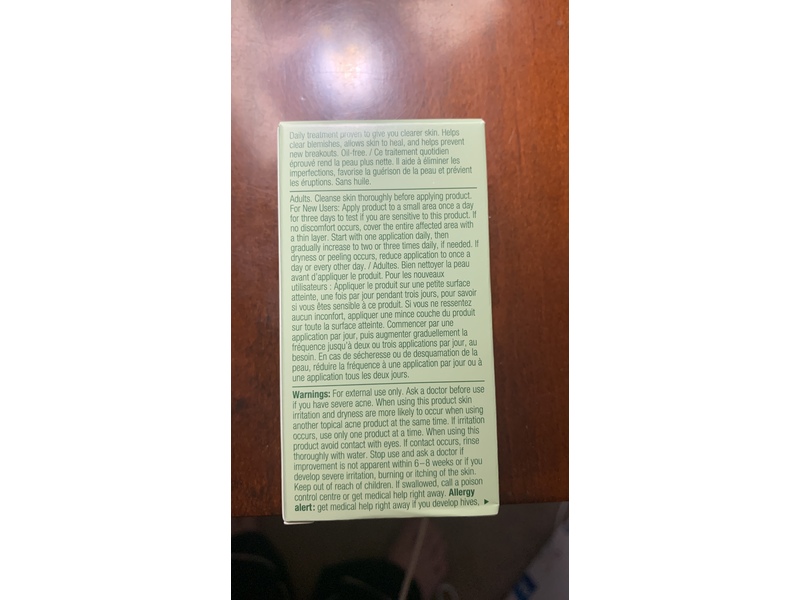 Daily treatment proven to give you clearer skin. Helps
clear blemishes, allows skin to heal, and helps prevent
new breakouts. Oil-free. / Ce traitement quotidien
éprouvé rend la peau plus nette. Il aide à éliminer les
imperfections, favorise la guérison de la peau et prévient
les éruptions. Sans huile.
Adults. Cleanse skin thoroughly before applying product.
For New Users: Apply product to a small area once a day
for three days to test if you are sensitive to this product. If
no discomfort occurs, cover the entire affected area with
a thin layer. Start with one application daily, then
gradually increase to two or three times daily, if needed. If
dryness or peeling occurs, reduce application to once a
day or every other day. / Adultes. Bien nettoyer la peau
avant d'appliquer le produit. Pour les nouveaux
utilisateurs : Appliquer le produit sur une petite surface
atteinte, une fois par jour pendant trois jours, pour savoir
si vous êtes sensible à ce produit. Si vous ne ressentez
aucun inconfort, appliquer une mince couche du produit
sur toute la surface atteinte. Commencer par une
application par jour, puis augmenter graduellement la
fréquence jusqu'à deux ou trois applications par jour, au
besoin. En cas de sécheresse ou de desquamation de la
peau, réduire la fréquence à une application par jour ou à
une application tous les deux jours.
Warnings: For external use only. Ask a doctor before use
if you have severe acne. When using this product skin
irritation and dryness are more likely to occur when using
another topical acne product at the same time. If irritation
occurs, use only one product at a time. When using this
product avoid contact with eyes. If contact occurs, rinse
thoroughly with water. Stop use and ask a doctor if
improvement is not apparent within 6–8 weeks or if you
develop severe irritation, burning or itching of the skin.
Keep out of reach of children. If swallowed, call a poison
control centre or get medical help right away. Allergy
alert: get medical help right away if you develop hives, ▶